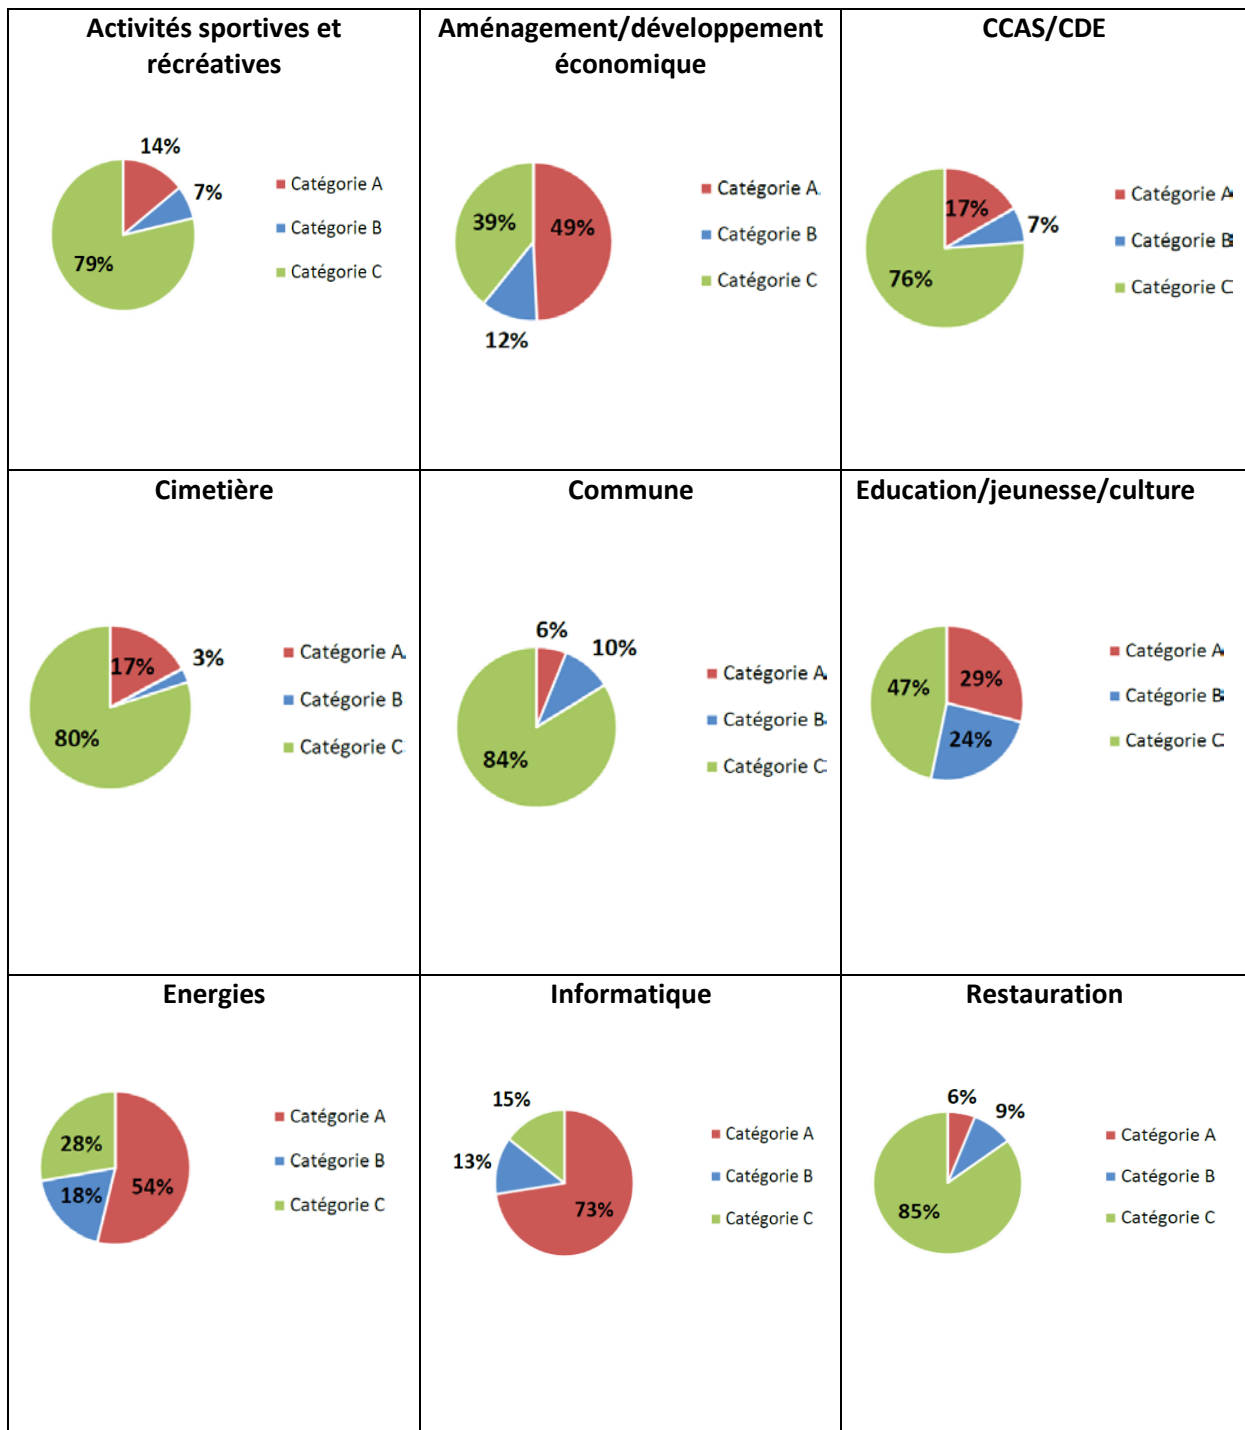 Activités sportives et
récréatives
14%
7%
79%
Catégorie A
Catégorie B
Catégorie C
Aménagement/développement
économique
39%
49%
12%
Catégorie A
Catégorie B
Catégorie C
CCAS/CDE
17%
7%
76%
Catégorie A
Catégorie B
Catégorie C
Cimetière
17%
3%
80%
Catégorie A
Catégorie B
Catégorie C
Commune
6%
10%
84%
Catégorie A
Catégorie B
Catégorie C
Education/jeunesse/culture
47%
29%
24%
Catégorie A
Catégorie B
Catégorie C
Energies
28%
18%
54%
Catégorie A
Catégorie B
Catégorie C
Informatique
15%
13%
73%
Catégorie A
Catégorie B
Catégorie C
Restauration
6%
9%
85%
Catégorie A
Catégorie B
Catégorie C